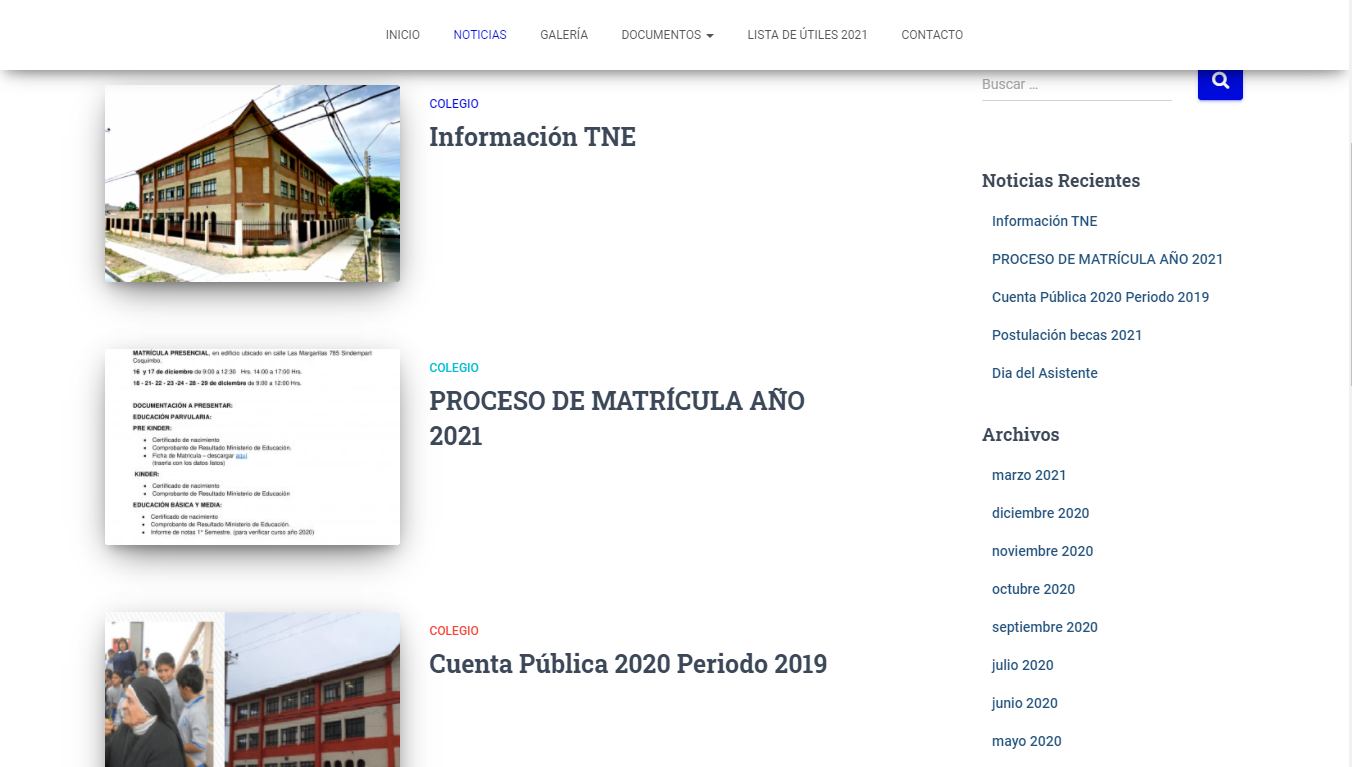 INICIO
NOTICIAS
GALERÍA
DOCUMENTOS
LISTA DE ÚTILES 2021
CONTACTO
Buscar ...
COLEGIO
Información TNE
MATRÍCULA PRESENCIAL, en edificio ubicado en calle Las Margaritas 785 Sindempart
Coquimbo.
16 y 17 de diciembre de 9:00 a 12:30 Hrs. 14:00 a 17:00 Hrs.
18 - 21- 22 - 23 -24 - 28 - 29 de diciembre de 9:00 a 12:00 Hrs.
DOCUMENTACIÓN A PRESENTAR:
EDUCACIÓN PARVULARIA:
PRE KINDER:
Certificado de nacimiento
Comprobante de Resultado Ministerio de Educación.
Ficha de Matrícula – descargar aquí
(traerla con los datos listos)
KINDER:
Certificado de nacimiento
Comprobante de Resultado Ministerio de Educación
EDUCACIÓN BÁSICA Y MEDIA:
Certificado de nacimiento
Comprobante de Resultado Ministerio de Educación.
Informe de notas 1° Semestre. (para verificar curso año 2020)
COLEGIO
PROCESO DE MATRÍCULA AÑO
2021
COLEGIO
Cuenta Pública 2020 Periodo 2019
Noticias Recientes
Información TNE
PROCESO DE MATRÍCULA AÑO 2021
Cuenta Pública 2020 Periodo 2019
Postulación becas 2021
Dia del Asistente
Archivos
marzo 2021
diciembre 2020
noviembre 2020
octubre 2020
septiembre 2020
julio 2020
junio 2020
mayo 2020